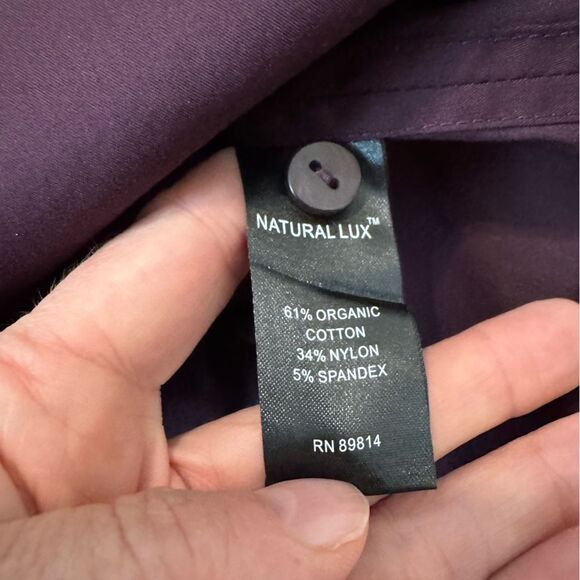 NATURAL LUX™
61% ORGANIC
COTTON
34% NYLON
5% SPANDEX
RN 89814